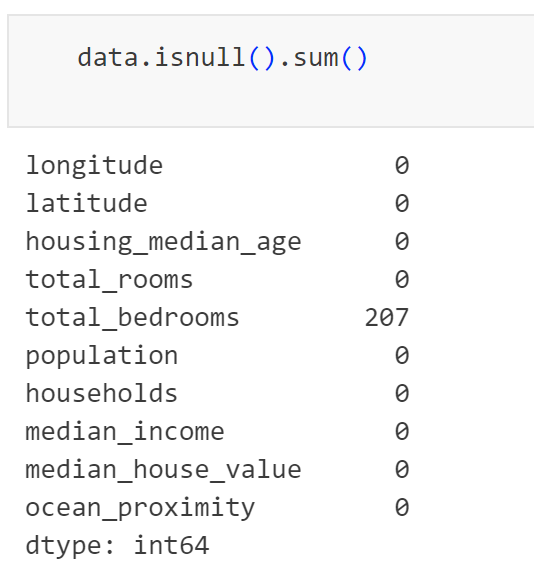 data.isnull().sum()
longitude 0
latitude 0
housing_median_age 0
total_rooms 0
total_bedrooms 207
population 0
households 0
median_income 0
median_house_value 0
ocean_proximity 0
dtype: int64